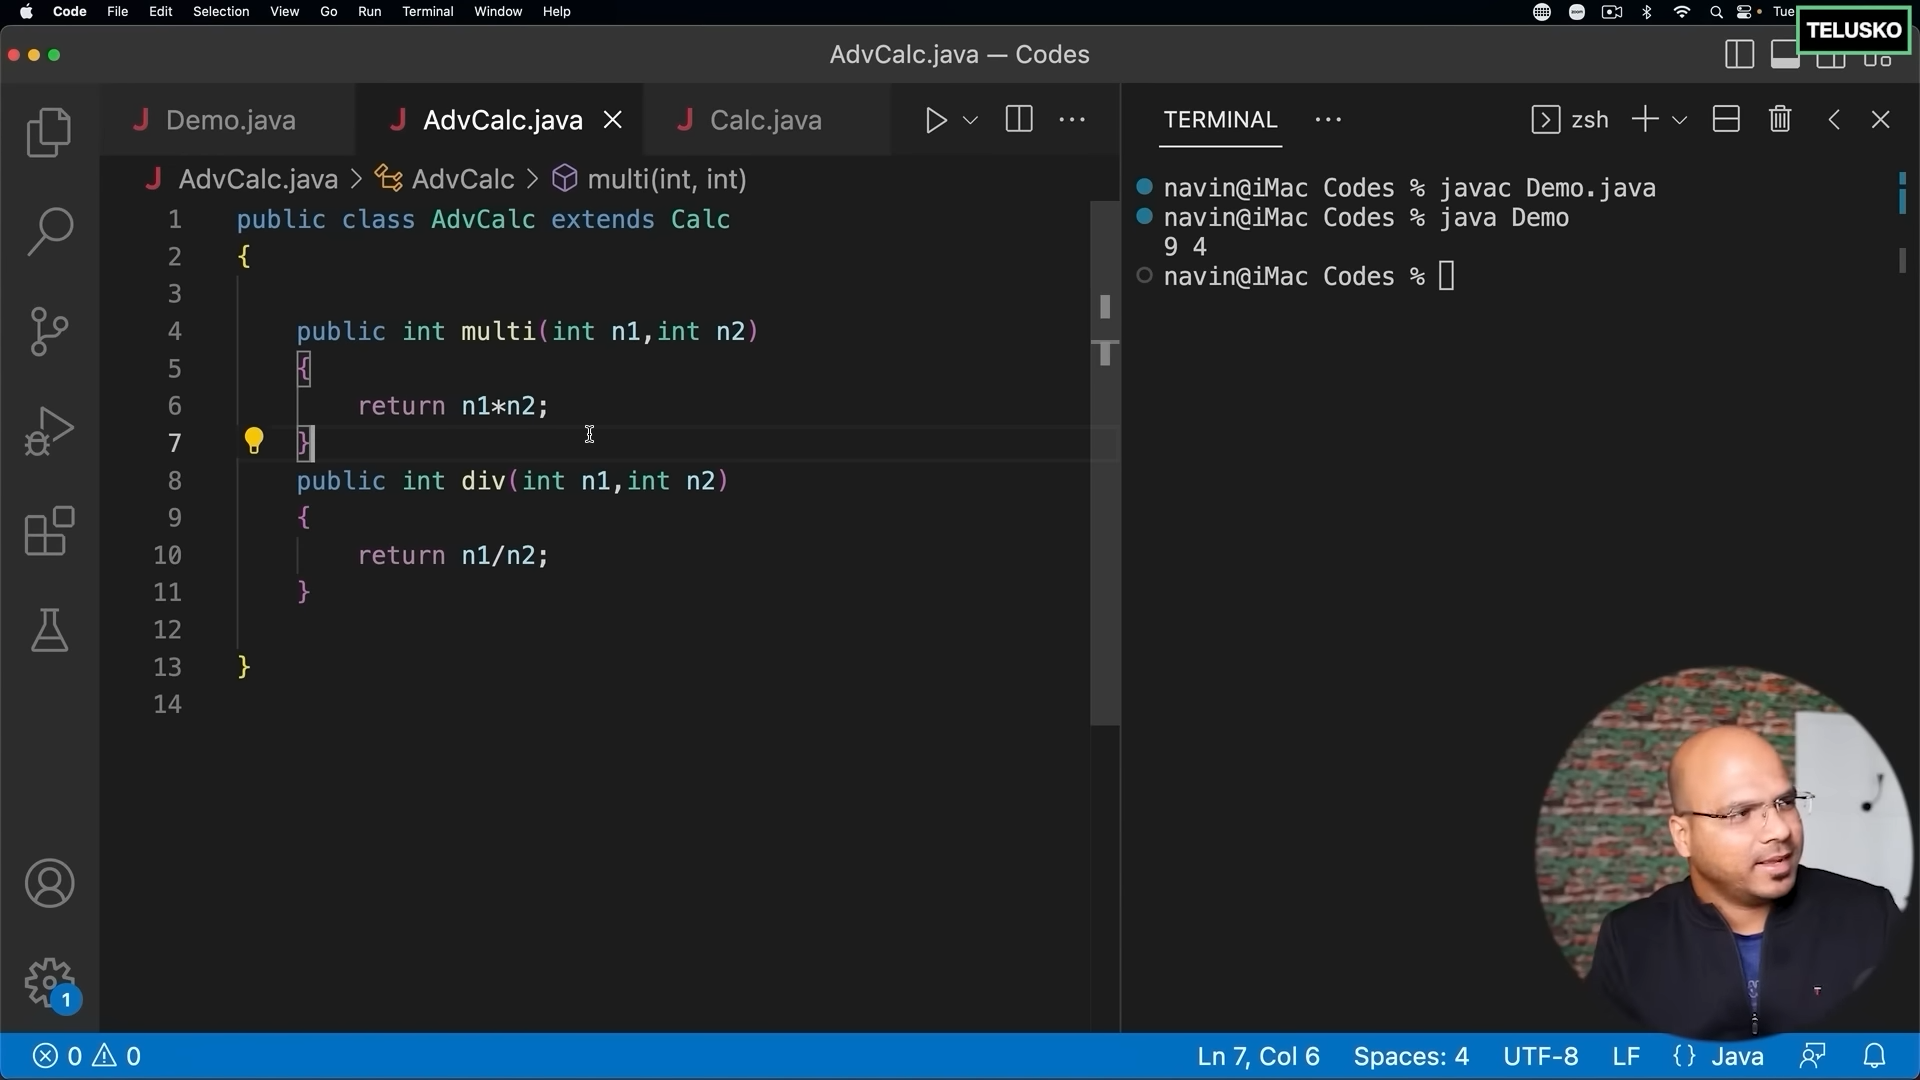 Code File Edit Selection View Go Run Terminal Window Help
Tue
TELUSKO
AdvCalc.java — Codes
J Demo.java
J AdvCalc.java
J Calc.java
J AdvCalc.java > AdvCalc > multi(int, int)
1 public class AdvCalc extends Calc
2 {
3
4 public int multi(int n1,int n2)
5 {
6 return n1*n2;
7 }
8 public int div(int n1,int n2)
9 {
10 return n1/n2;
11 }
12
13 }
14
TERMINAL
zsh
navin@iMac Codes % javac Demo.java
navin@iMac Codes % java Demo
9 4
navin@iMac Codes %
1
0 0
Ln 7, Col 6 Spaces: 4 UTF-8 LF {} Java